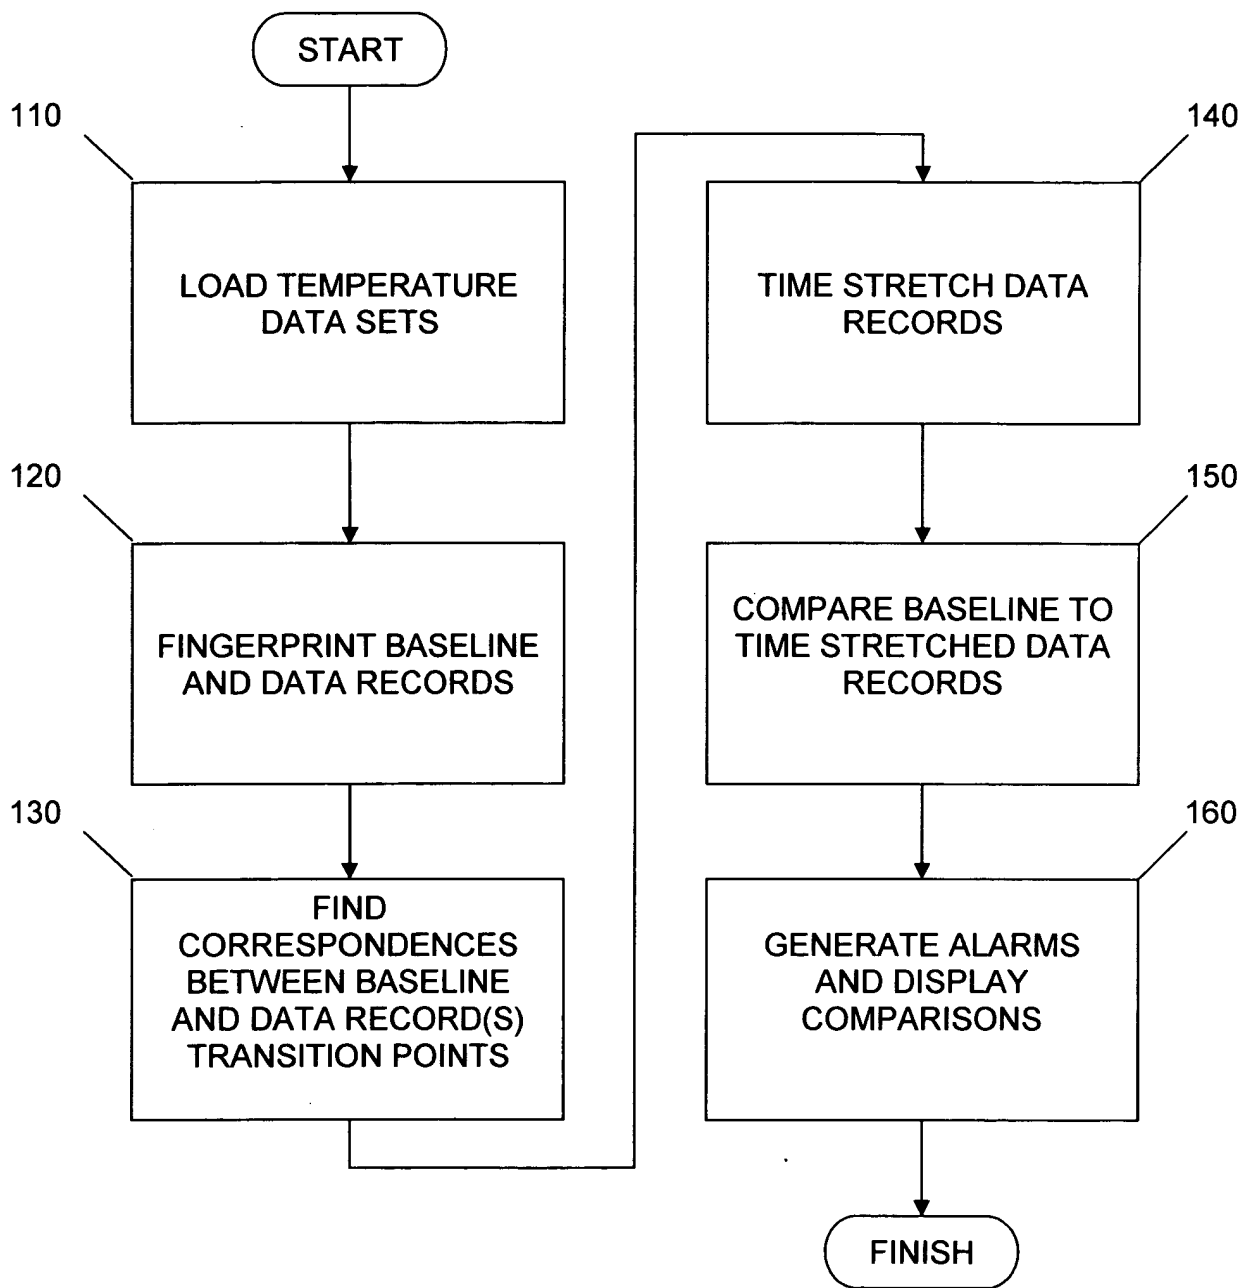 START
110
LOAD TEMPERATURE
DATA SETS
120
FINGERPRINT BASELINE
AND DATA RECORDS
130
FIND
CORRESPONDENCES
BETWEEN BASELINE
AND DATA RECORD(S)
TRANSITION POINTS
140
TIME STRETCH DATA
RECORDS
150
COMPARE BASELINE TO
TIME STRETCHED DATA
RECORDS
160
GENERATE ALARMS
AND DISPLAY
COMPARISONS
FINISH